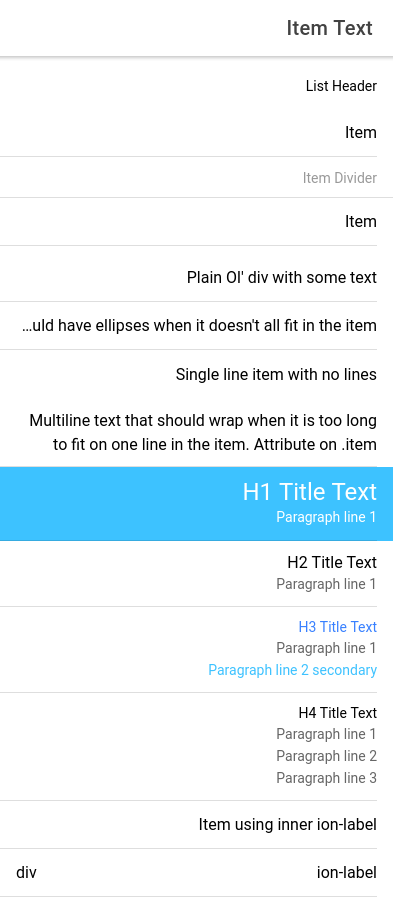 Item Text
List Header
Item
Item Divider
Item
Plain Ol' div with some text
...uld have ellipses when it doesn't all fit in the item
Single line item with no lines
Multiline text that should wrap when it is too long
to fit on one line in the item. Attribute on .item
H1 Title Text
Paragraph line 1
H2 Title Text
Paragraph line 1
H3 Title Text
Paragraph line 1
Paragraph line 2 secondary
H4 Title Text
Paragraph line 1
Paragraph line 2
Paragraph line 3
Item using inner ion-label
div ion-label